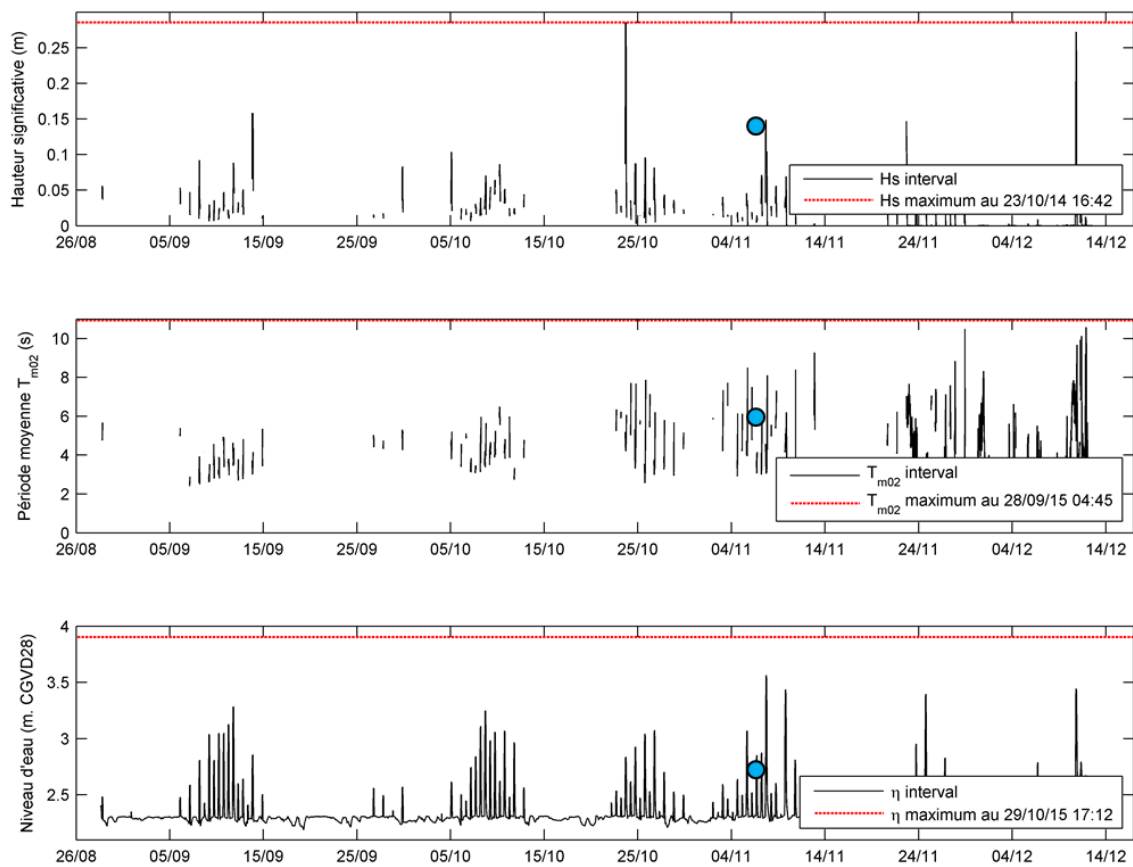 Hauteur significative (m)
0.25
0.2
0.15
0.1
0.05
0
Hs interval
Hs maximum au 23/10/14 16:42
26/08 05/09 15/09 25/09 05/10 15/10 25/10 04/11 14/11 24/11 04/12 14/12
Période moyenne Tm02 (s)
10
8
6
4
2
0
Tm02 interval
Tm02 maximum au 28/09/15 04:45
26/08 05/09 15/09 25/09 05/10 15/10 25/10 04/11 14/11 24/11 04/12 14/12
Niveau d'eau (m. CGVD28)
4
3.5
3
2.5
η interval
η maximum au 29/10/15 17:12
26/08 05/09 15/09 25/09 05/10 15/10 25/10 04/11 14/11 24/11 04/12 14/12